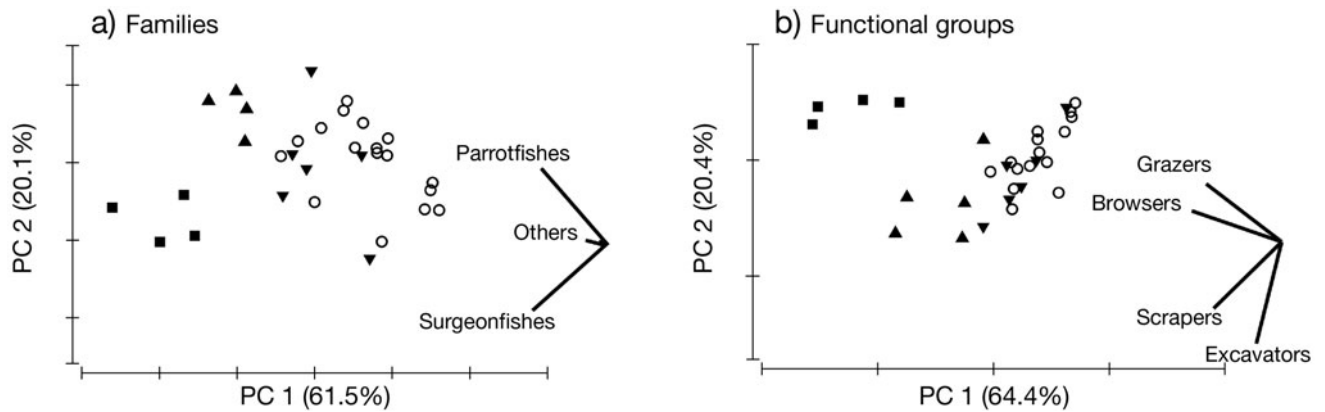 a) Families
PC 2 (20.1%)
Parrotfishes
Others
Surgeonfishes
PC 1 (61.5%)
b) Functional groups
PC 2 (20.4%)
Grazers
Browsers
Scrapers
Excavators
PC 1 (64.4%)